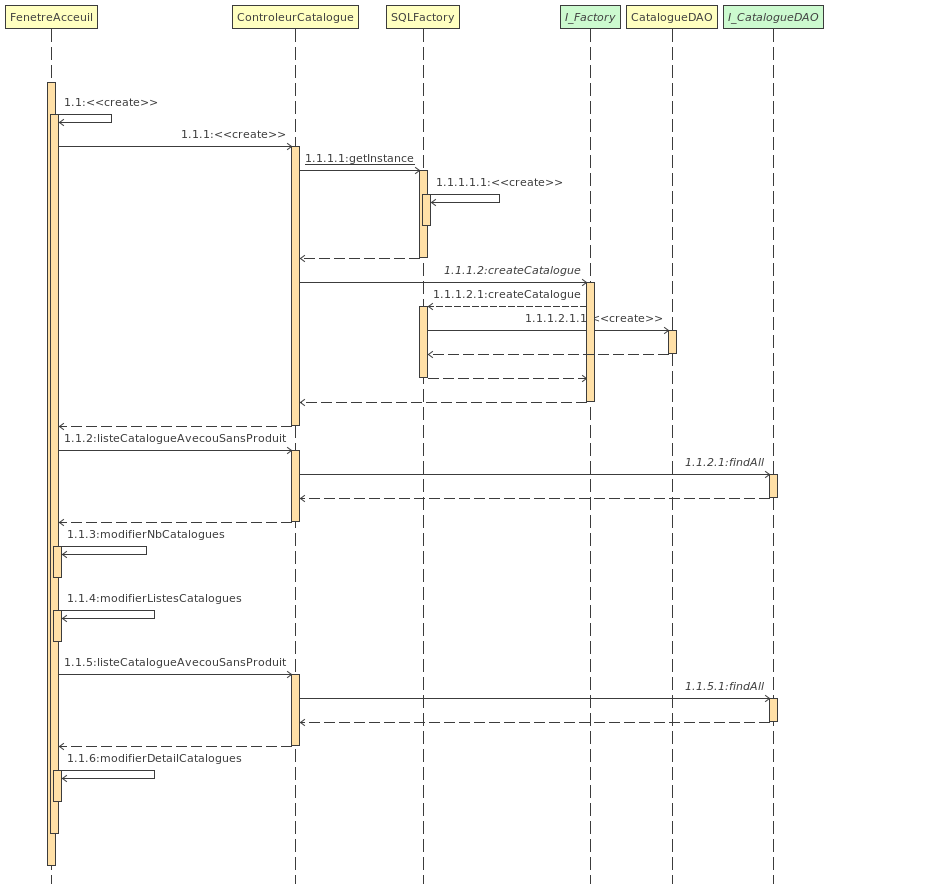 FenetreAcceuil
ControleurCatalogue
SQLFactory
I_Factory
CatalogueDAO
I_CatalogueDAO
1.1:<<create>>
1.1.1:<<create>>
1.1.1.1:getInstance
1.1.1.1.1:<<create>>
1.1.1.2:createCatalogue
1.1.1.2.1:createCatalogue
1.1.1.2.1.1:<<create>>
1.1.2:listeCatalogueAvecouSansProduit
1.1.2.1:findAll
1.1.3:modifierNbCatalogues
1.1.4:modifierListesCatalogues
1.1.5:listeCatalogueAvecouSansProduit
1.1.5.1:findAll
1.1.6:modifierDetailCatalogues